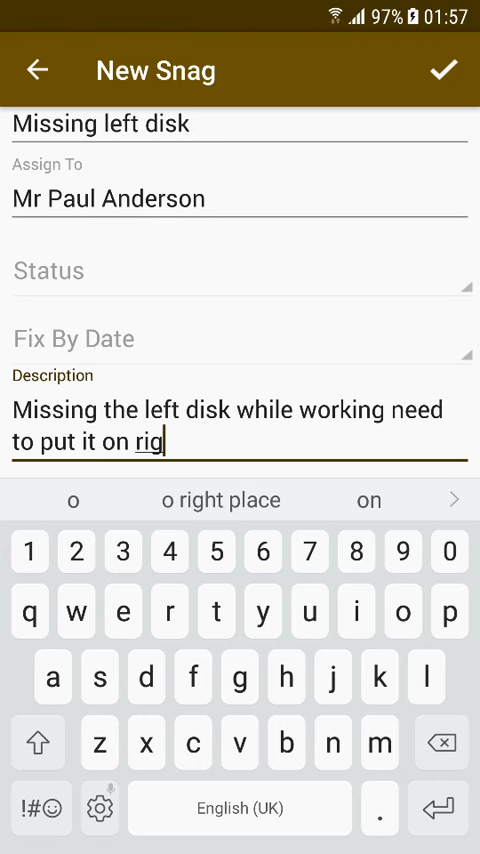 97% 01:57
New Snag
Missing left disk
Assign To
Mr Paul Anderson
Status
Fix By Date
Description
Missing the left disk while working need
to put it on rig
o o right place on
1 2 3 4 5 6 7 8 9 0
q w e r t y u i o p
a s d f g h j k l
z x c v b n m
!#☺ English (UK) .